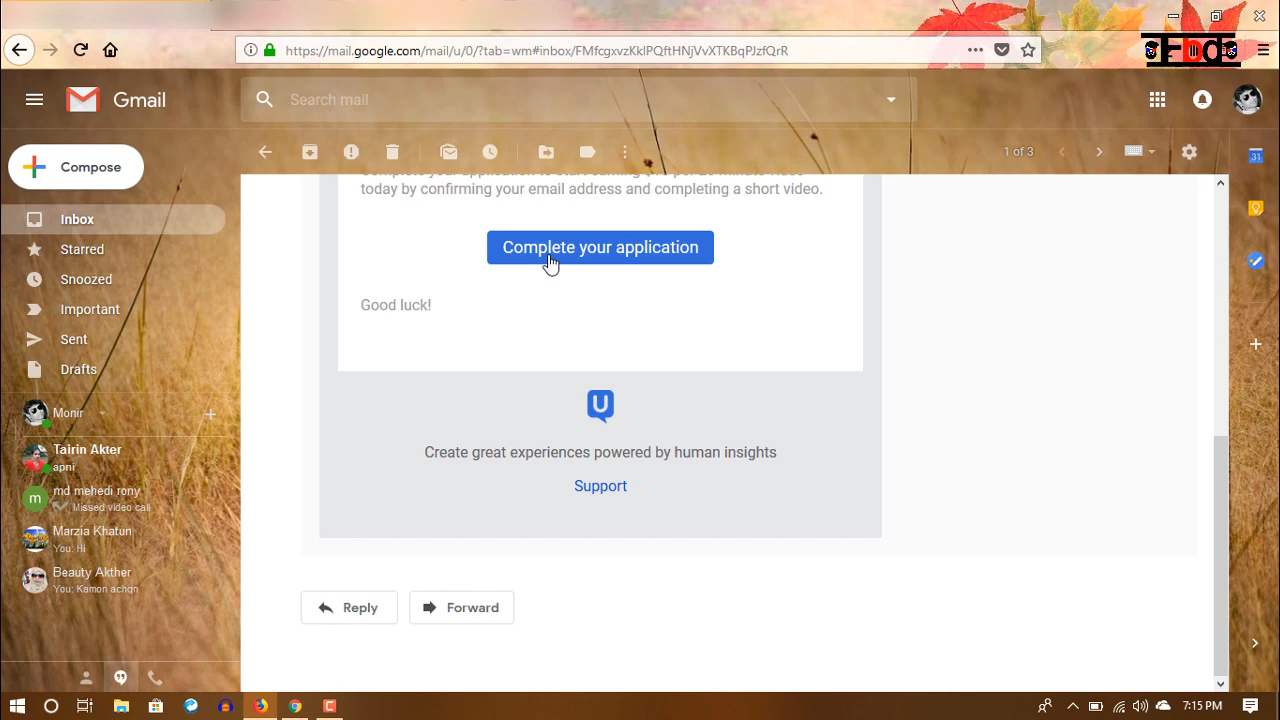 https://mail.google.com/mail/u/0/?tab=wm#inbox/FMfcgxvzKklPQftHNjVvXTKBqPJzfQrR
Gmail
Search mail
Compose
1 of 3
31
Inbox
Starred
Snoozed
Important
Sent
Drafts
Monir
Tairin Akter
apni
m
md mehedi rony
Missed video call
Marzia Khatun
You: Hi
Beauty Akther
You: Kamon achqn
today by confirming your email address and completing a short video.
Complete your application
Good luck!
U
Create great experiences powered by human insights
Support
Reply
Forward
7:15 PM